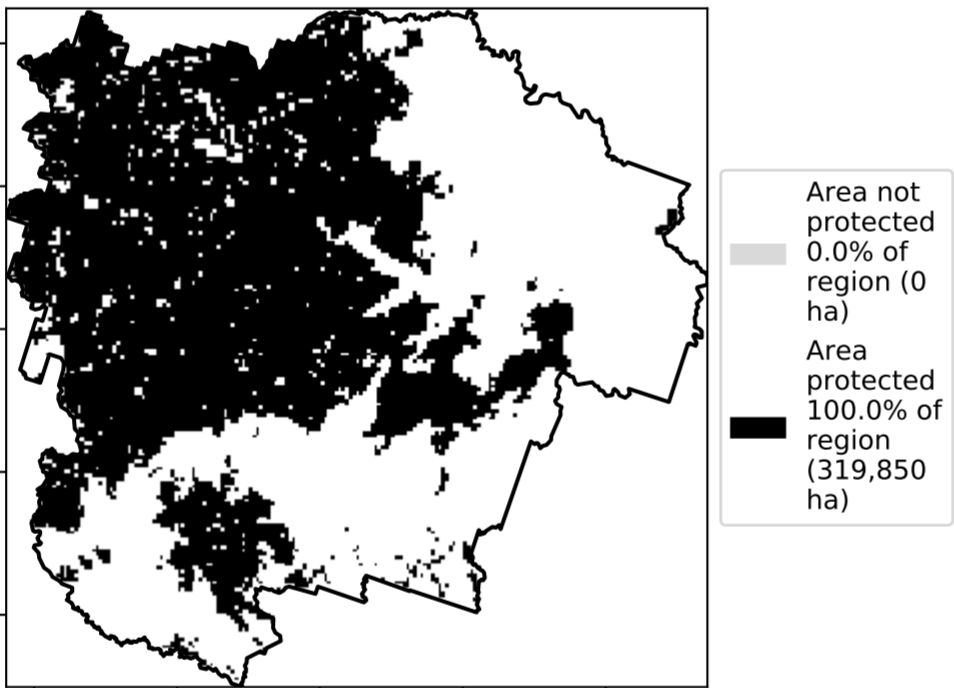 Area not
protected
0.0% of
region (0
ha)
Area
protected
100.0% of
region
(319,850
ha)